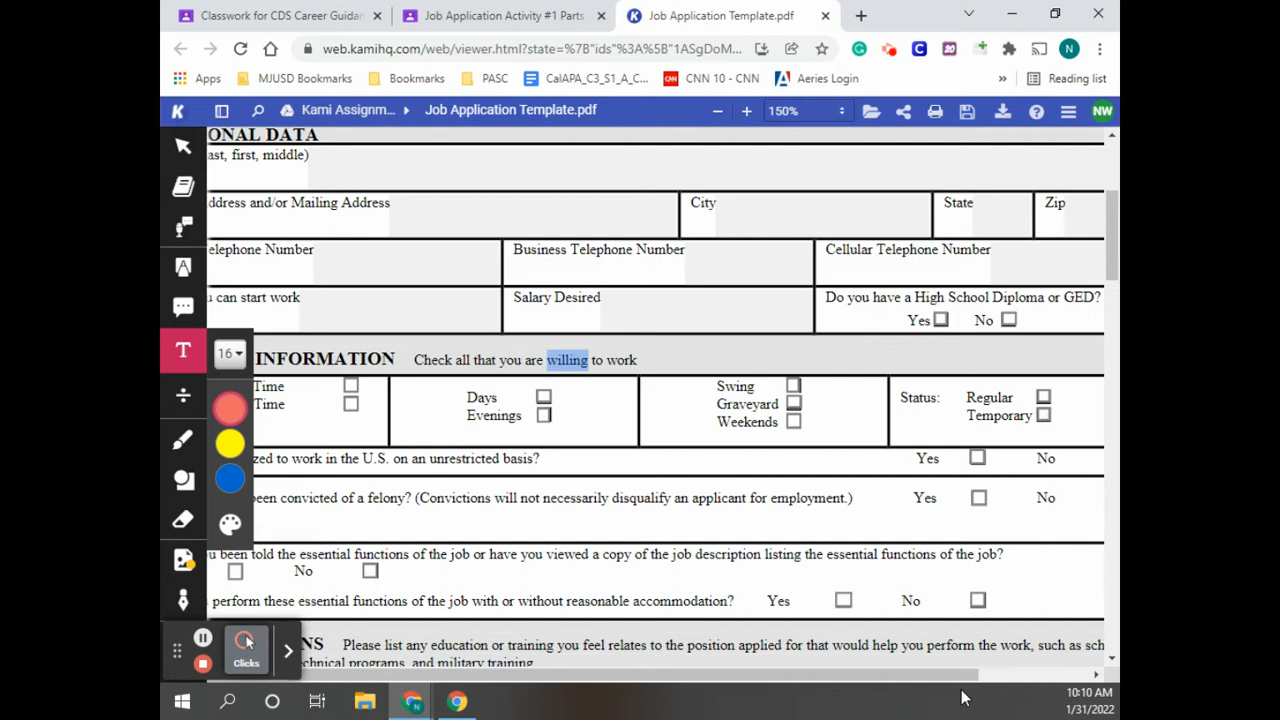 Classwork for CDS Career Guidan
Job Application Activity #1 Parts
Job Application Template.pdf
web.kamihq.com/web/viewer.html?state=%7B"ids"%3A%5B"1ASgDoM...
N
Apps
MJUSD Bookmarks
Bookmarks
PASC
CalAPA_C3_S1_A_C...
CNN 10 - CNN
Aeries Login
»
Reading list
K
Kami Assignm...
Job Application Template.pdf
150%
NW
ONAL DATA
ast, first, middle)
ddress and/or Mailing Address
City
State
Zip
elephone Number
Business Telephone Number
Cellular Telephone Number
u can start work
Salary Desired
Do you have a High School Diploma or GED?
Yes No
16
INFORMATION Check all that you are willing to work
Time
Time
Days
Evenings
Swing
Graveyard
Weekends
Status: Regular
Temporary
zed to work in the U.S. on an unrestricted basis? Yes No
been convicted of a felony? (Convictions will not necessarily disqualify an applicant for employment.) Yes No
u been told the essential functions of the job or have you viewed a copy of the job description listing the essential functions of the job?
No
perform these essential functions of the job with or without reasonable accommodation? Yes No
NS Please list any education or training you feel relates to the position applied for that would help you perform the work, such as sch
chnical programs, and military training.
Clicks
10:10 AM
1/31/2022